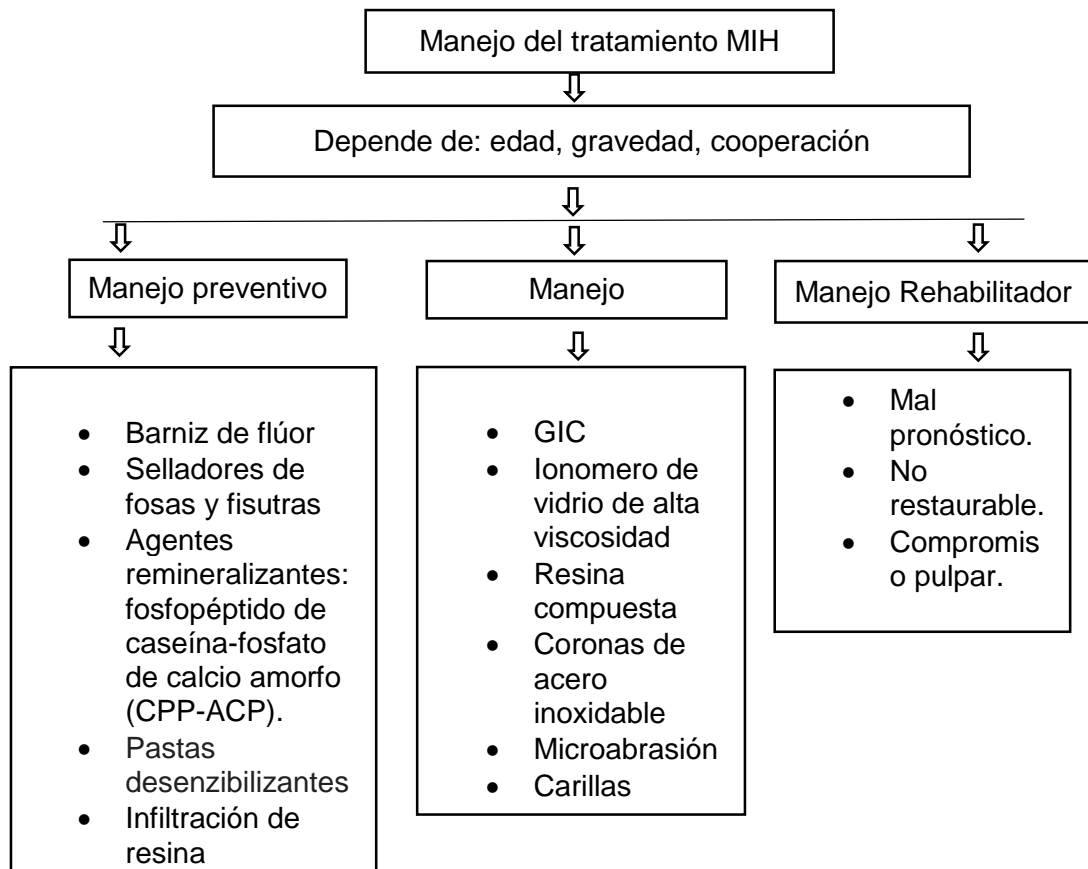 Manejo del tratamiento MIH
Depende de: edad, gravedad, cooperación
Manejo preventivo
Manejo
Manejo Rehabilitador
• Barniz de flúor
• Selladores de
fosas y fisutras
• Agentes
remineralizantes:
fosfopéptido de
caseína-fosfato
de calcio amorfo
(CPP-ACP).
• Pastas
desenzibilizantes
• Infiltración de
resina
• GIC
• Ionomero de
vidrio de alta
viscosidad
• Resina
compuesta
• Coronas de
acero
inoxidable
• Microabrasión
• Carillas
• Mal
pronóstico.
• No
restaurable.
• Compromis
o pulpar.